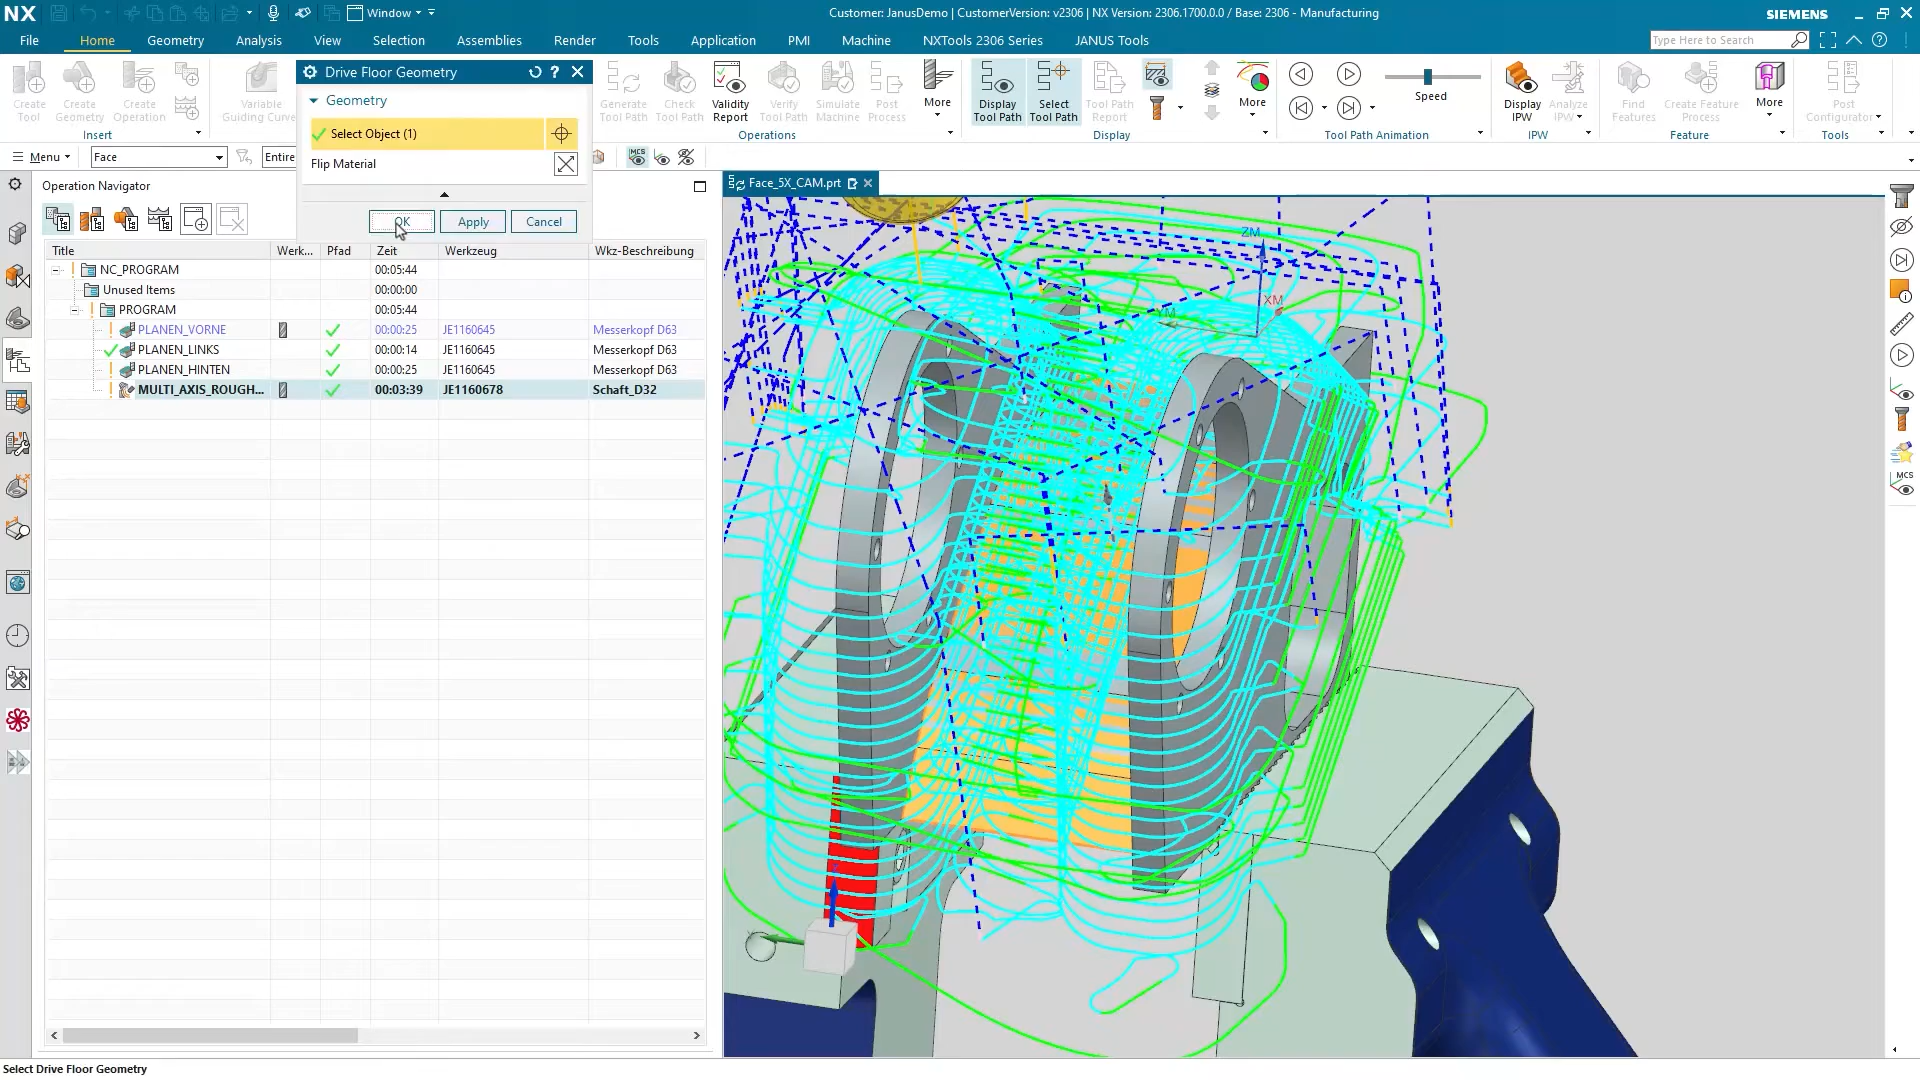 NX
Window
Customer: JanusDemo | CustomerVersion: v2306 | NX Version: 2306.1700.0.0 / Base: 2306 - Manufacturing
SIEMENS
File Home Geometry Analysis View Selection Assemblies Render Tools Application PMI Machine NXTools 2306 Series JANUS Tools
Type Here to Search
Create Tool
Create Geometry
Create Operation
Insert
Variable Guiding Curve
Generate Tool Path
Check Tool Path
Validity Report
Verify Tool Path
Simulate Machine
Post Process
More
Operations
Display Tool Path
Select Tool Path
Tool Path Report
More
Display
Speed
Tool Path Animation
Display IPW
Analyze IPW
IPW
Find Features
Create Feature Process
More
Feature
Post Configurator
Tools
Drive Floor Geometry
Geometry
Select Object (1)
Flip Material
OK Apply Cancel
Menu
Face
Entire
MCS
Operation Navigator
Face_5X_CAM.prt
Title Werk... Pfad Zeit Werkzeug Wkz-Beschreibung
NC_PROGRAM 00:05:44
Unused Items 00:00:00
PROGRAM 00:05:44
PLANEN_VORNE 00:00:25 JE1160645 Messerkopf D63
PLANEN_LINKS 00:00:14 JE1160645 Messerkopf D63
PLANEN_HINTEN 00:00:25 JE1160645 Messerkopf D63
MULTI_AXIS_ROUGH... 00:03:39 JE1160678 Schaft_D32
ZM
XM
YM
MCS
Select Drive Floor Geometry